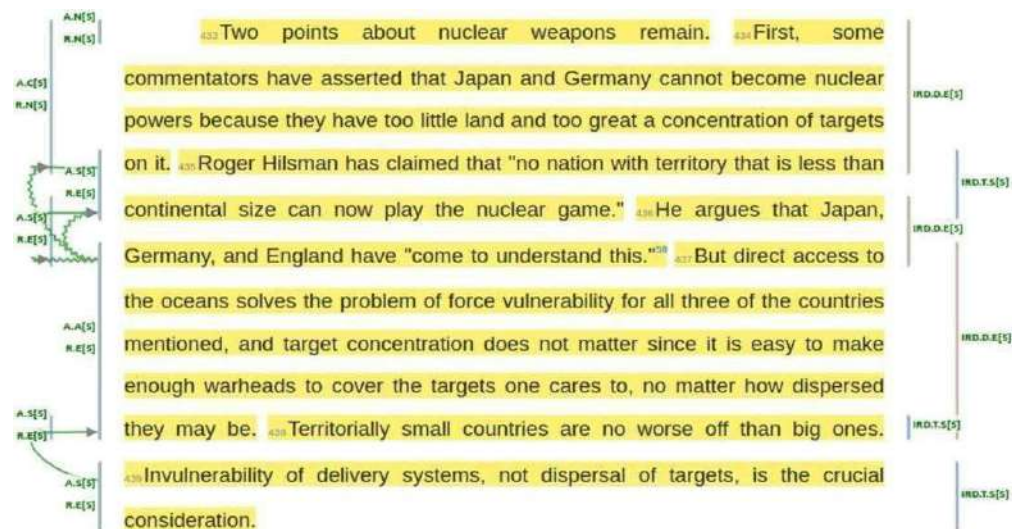 A.N[S]
R.N[S]
433 Two points about nuclear weapons remain. 434 First, some
A.C[S]
R.N[S]
commentators have asserted that Japan and Germany cannot become nuclear
IRD.D.E[S]
powers because they have too little land and too great a concentration of targets
on it. 435 Roger Hilsman has claimed that "no nation with territory that is less than
A.S[S]
R.E[S]
IRD.T.S[S]
continental size can now play the nuclear game." 436 He argues that Japan,
A.S[S]
R.E[S]
IRD.D.E[S]
Germany, and England have "come to understand this."58 437 But direct access to
the oceans solves the problem of force vulnerability for all three of the countries
A.A[S]
R.E[S]
mentioned, and target concentration does not matter since it is easy to make
IRD.D.E[S]
enough warheads to cover the targets one cares to, no matter how dispersed
A.S[S]
R.E[S]
they may be. 438 Territorially small countries are no worse off than big ones.
IRD.T.S[S]
439 Invulnerability of delivery systems, not dispersal of targets, is the crucial
A.S[S]
R.E[S]
IRD.T.S[S]
consideration.